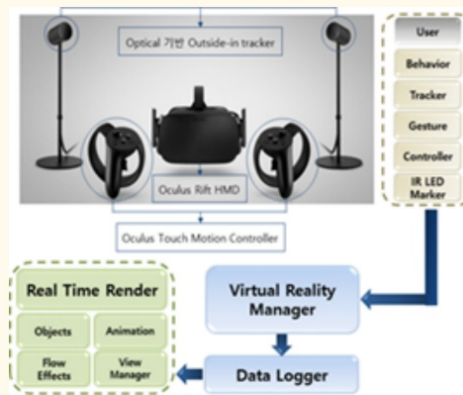 Optical 기반 Outside-in tracker
User
Behavior
Tracker
Gesture
Controller
IR LED
Marker
Oculus Rift HMD
Oculus Touch Motion Controller
Real Time Render
Objects
Animation
Flow
Effects
View
Manager
Virtual Reality
Manager
Data Logger